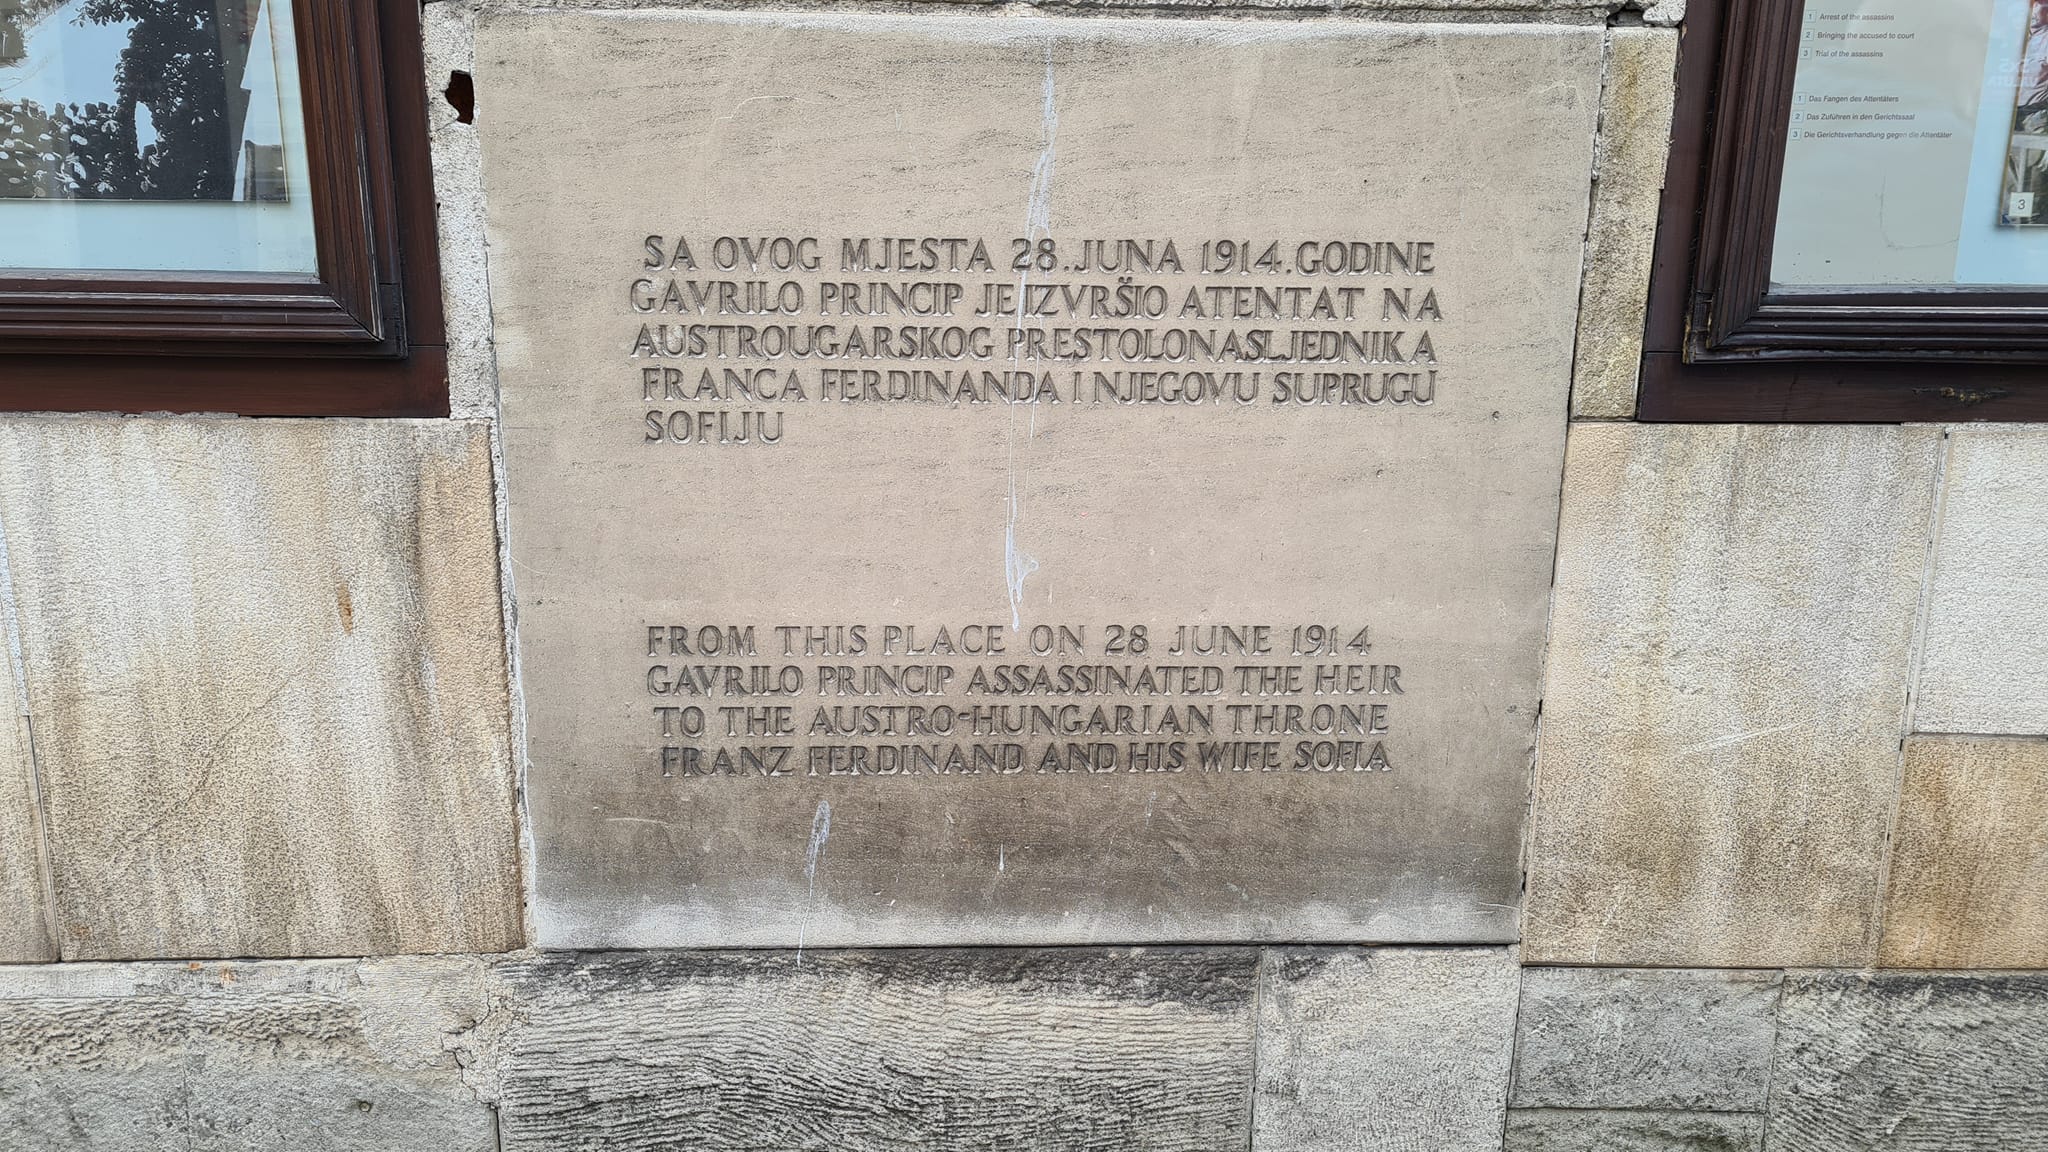 SA OVOG MJESTA 28. JUNA 1914. GODINE
GAVRILO PRINCIP JE IZVRŠIO ATENTAT NA
AUSTROUGARSKOG PRESTOLONASLJEDNIKA
FRANCA FERDINANDA I NJEGOVU SUPRUGU
SOFIJU
FROM THIS PLACE ON 28 JUNE 1914
GAVRILO PRINCIP ASSASSINATED THE HEIR
TO THE AUSTRO-HUNGARIAN THRONE
FRANZ FERDINAND AND HIS WIFE SOFIA
1 Arrest of the assassins
2 Bringing the accused to court
3 Trial of the assassins
1 Das Fangen des Attentäters
2 Das Zuführen in den Gerichtssaal
3 Die Gerichtsverhandlung gegen die Attentäter
3